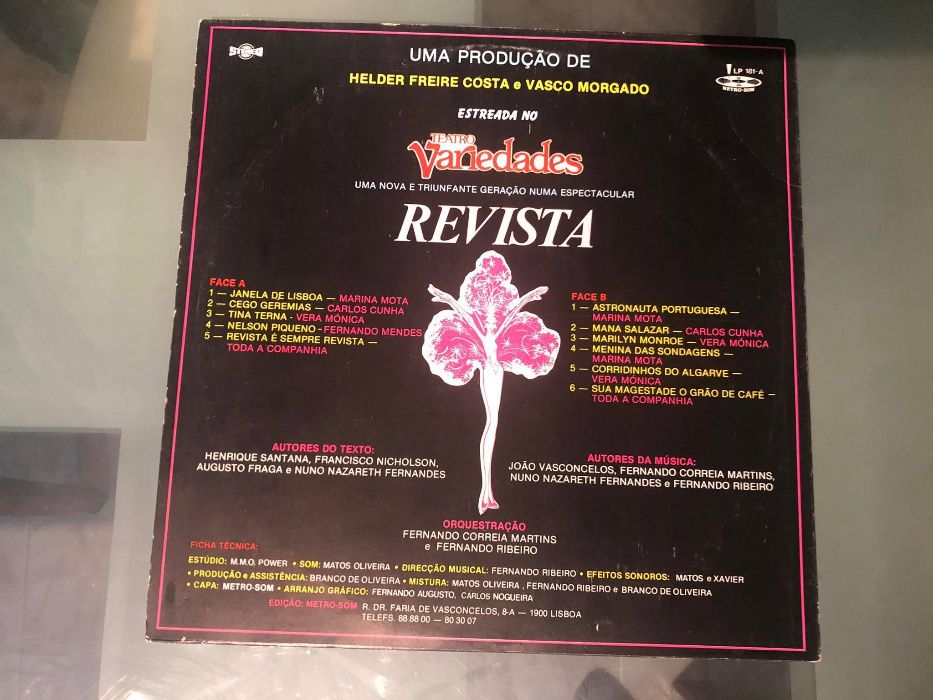 STEREO
UMA PRODUÇÃO DE
HELDER FREIRE COSTA e VASCO MORGADO
LP 181-A
METRO-SOM
ESTREADA NO
TEATRO
Variedades
UMA NOVA E TRIUNFANTE GERAÇÃO NUMA ESPECTACULAR
REVISTA
FACE A
1 — JANELA DE LISBOA — MARINA MOTA
2 — CEGO GEREMIAS — CARLOS CUNHA
3 — TINA TERNA - VERA MÓNICA
4 — NELSON PIQUENO - FERNANDO MENDES
5 — REVISTA É SEMPRE REVISTA —
TODA A COMPANHIA
FACE B
1 — ASTRONAUTA PORTUGUESA —
MARINA MOTA
2 — MANA SALAZAR — CARLOS CUNHA
3 — MARILYN MONROE — VERA MÓNICA
4 — MENINA DAS SONDAGENS —
MARINA MOTA
5 — CORRIDINHOS DO ALGARVE —
VERA MÓNICA
6 — SUA MAGESTADE O GRÃO DE CAFÉ —
TODA A COMPANHIA
AUTORES DO TEXTO:
HENRIQUE SANTANA, FRANCISCO NICHOLSON,
AUGUSTO FRAGA e NUNO NAZARETH FERNANDES
AUTORES DA MÚSICA:
JOÃO VASCONCELOS, FERNANDO CORREIA MARTINS,
NUNO NAZARETH FERNANDES e FERNANDO RIBEIRO
ORQUESTRAÇÃO
FERNANDO CORREIA MARTINS
e FERNANDO RIBEIRO
FICHA TÉCNICA:
ESTÚDIO: M.M.O. POWER • SOM: MATOS OLIVEIRA • DIRECÇÃO MUSICAL: FERNANDO RIBEIRO • EFEITOS SONOROS: MATOS e XAVIER
• PRODUÇÃO e ASSISTÊNCIA: BRANCO DE OLIVEIRA • MISTURA: MATOS OLIVEIRA, FERNANDO RIBEIRO e BRANCO DE OLIVEIRA
• CAPA: METRO-SOM • ARRANJO GRÁFICO: FERNANDO AUGUSTO, CARLOS NOGUEIRA
EDIÇÃO: METRO-SOM R. DR. FARIA DE VASCONCELOS, 8-A — 1900 LISBOA
TELEFS. 88 88 00 — 80 30 07